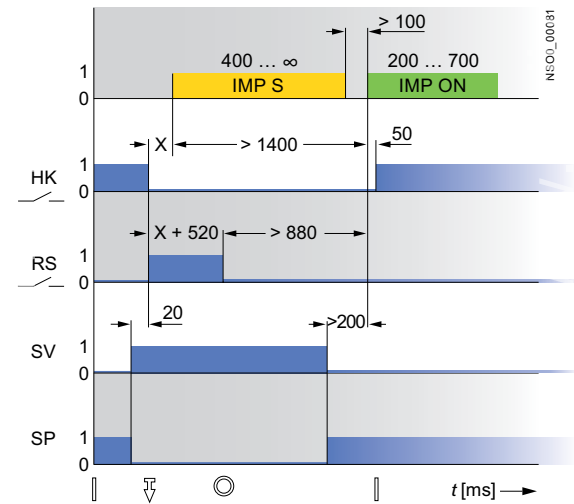 > 100
NSO0_00081
400 ... ∞
200 ... 700
1
IMP S
IMP ON
0
X
> 1400
50
1
HK
0
X + 520
> 880
RS
1
0
20
>200
SV
1
0
SP
1
0
I
I
t [ms]